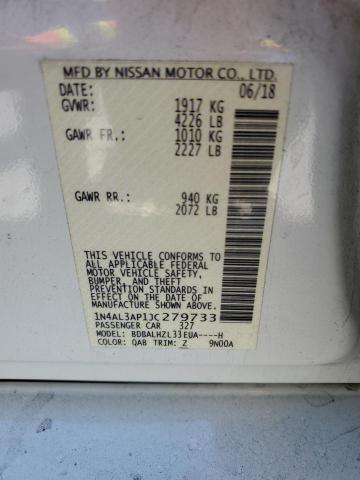 MFD BY NISSAN MOTOR CO., LTD.
DATE: 06/18
GVWR: 1917 KG
4226 LB
GAWR FR.: 1010 KG
2227 LB
GAWR RR.: 940 KG
2072 LB
THIS VEHICLE CONFORMS TO
ALL APPLICABLE FEDERAL
MOTOR VEHICLE SAFETY,
BUMPER, AND THEFT
PREVENTION STANDARDS IN
EFFECT ON THE DATE OF
MANUFACTURE SHOWN ABOVE.
1N4AL3AP1JC279733
PASSENGER CAR 327
MODEL: BDBALHZL33EUA----H
COLOR: QAB TRIM: Z 9N00A